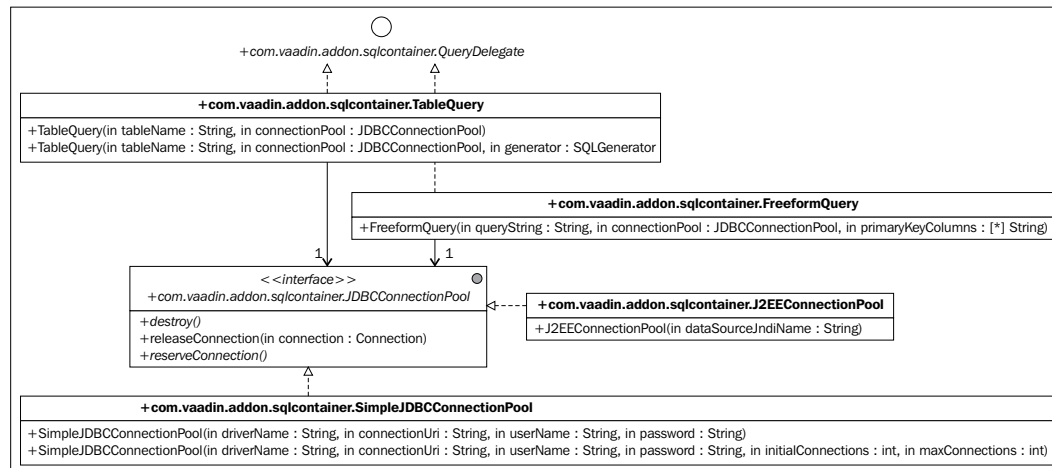 +com.vaadin.addon.sqlcontainer.QueryDelegate
+com.vaadin.addon.sqlcontainer.TableQuery
+TableQuery(in tableName : String, in connectionPool : JDBCConnectionPool)
+TableQuery(in tableName : String, in connectionPool : JDBCConnectionPool, in generator : SQLGenerator
+com.vaadin.addon.sqlcontainer.FreeformQuery
+FreeformQuery(in queryString : String, in connectionPool : JDBCConnectionPool, in primaryKeyColumns : [*] String)
1 1
<<interface>>
+com.vaadin.addon.sqlcontainer.JDBCConnectionPool
+destroy()
+releaseConnection(in connection : Connection)
+reserveConnection()
+com.vaadin.addon.sqlcontainer.J2EEConnectionPool
+J2EEConnectionPool(in dataSourceJndiName : String)
+com.vaadin.addon.sqlcontainer.SimpleJDBCConnectionPool
+SimpleJDBCConnectionPool(in driverName : String, in connectionUri : String, in userName : String, in password : String)
+SimpleJDBCConnectionPool(in driverName : String, in connectionUri : String, in userName : String, in password : String, in initialConnections : int, in maxConnections : int)